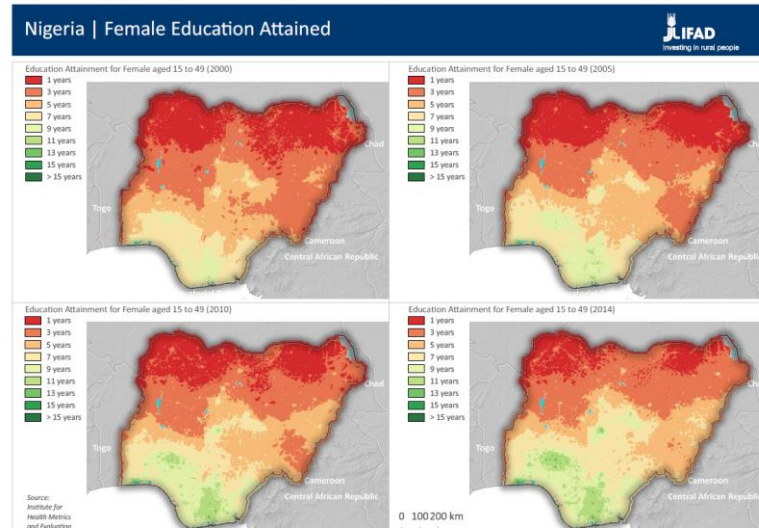 Nigeria | Female Education Attained
IFAD
Investing in rural people
Education Attainment for Female aged 15 to 49 (2000)
1 years
3 years
5 years
7 years
9 years
11 years
13 years
15 years
> 15 years
Togo
Chad
Cameroon
Central African Republic
Education Attainment for Female aged 15 to 49 (2005)
1 years
3 years
5 years
7 years
9 years
11 years
13 years
15 years
> 15 years
Togo
Chad
Cameroon
Central African Republic
Education Attainment for Female aged 15 to 49 (2010)
1 years
3 years
5 years
7 years
9 years
11 years
13 years
15 years
> 15 years
Togo
Chad
Cameroon
Central African Republic
Source:
Institute for
Health Metrics
and Evaluation
Education Attainment for Female aged 15 to 49 (2014)
1 years
3 years
5 years
7 years
9 years
11 years
13 years
15 years
> 15 years
Togo
Chad
Cameroon
Central African Republic
0 100 200 km